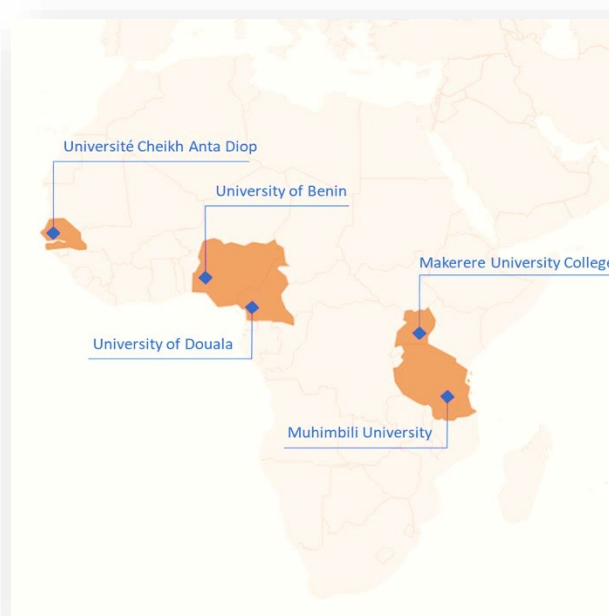 Université Cheikh Anta Diop
University of Benin
Makerere University College
University of Douala
Muhimbili University